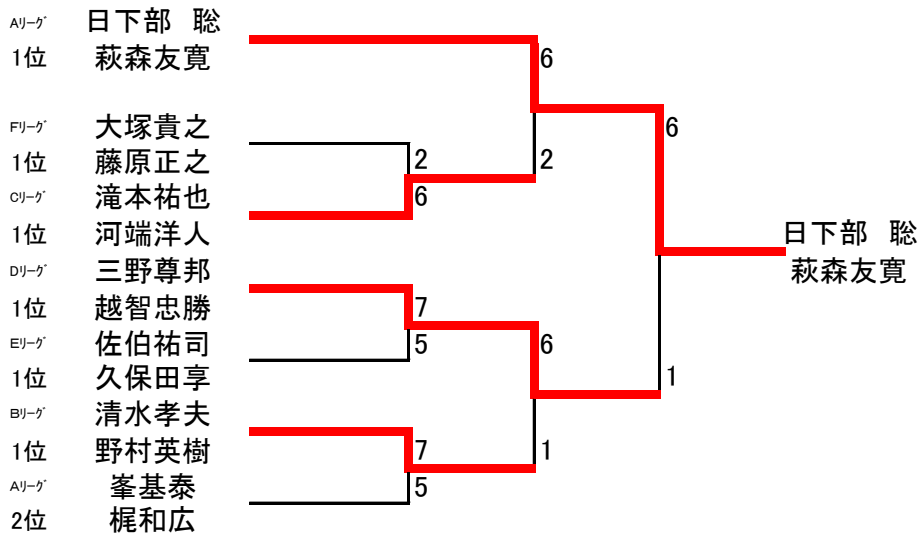 Aリーグ 日下部 聡
1位 萩森友寛
6
Fリーグ 大塚貴之
6
1位 藤原正之
2
2
Cリーグ 滝本祐也
6
1位 河端洋人
日下部 聡
Dリーグ 三野尊邦
萩森友寛
1位 越智忠勝
7
Eリーグ 佐伯祐司
5
6
1位 久保田享
1
Bリーグ 清水孝夫
1位 野村英樹
7
1
Aリーグ 峯基泰
5
2位 梶和広